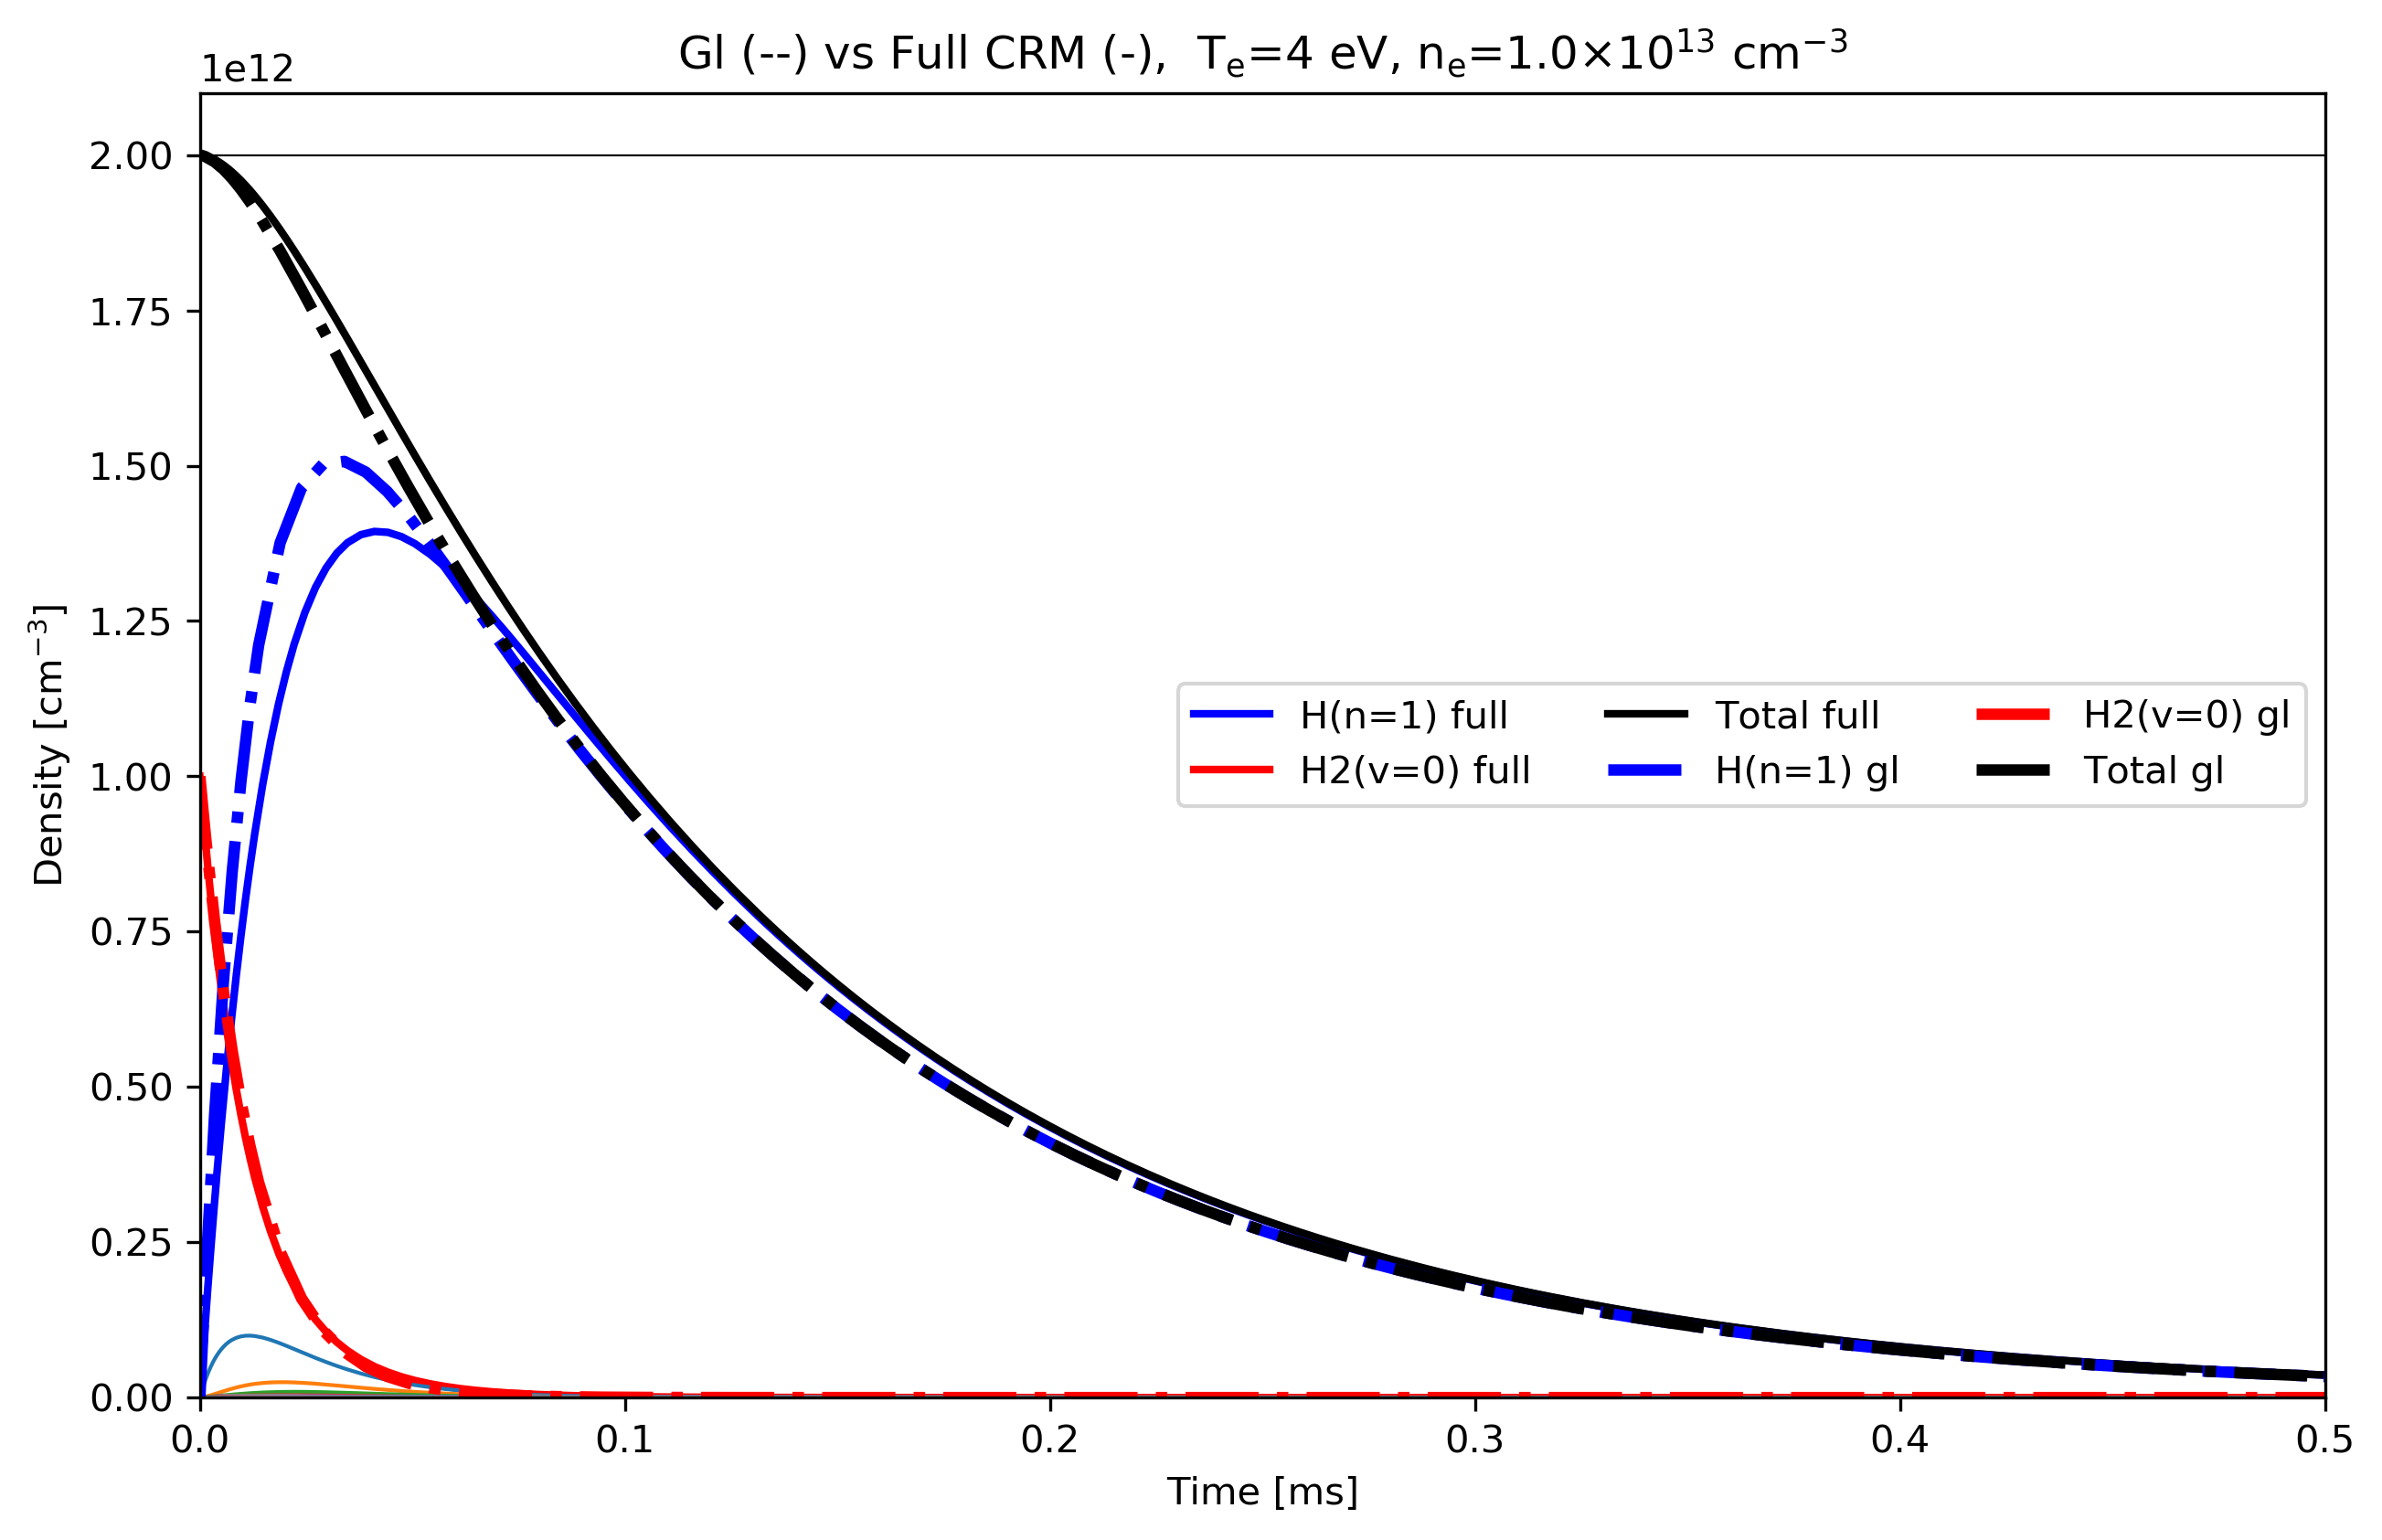 Gl (--) vs Full CRM (-),  Tₑ=4 eV, nₑ=1.0×10¹³ cm⁻³
1e12
2.00
1.75
1.50
1.25
1.00
0.75
0.50
0.25
0.00
Density [cm⁻³]
H(n=1) full
H2(v=0) full
Total full
H(n=1) gl
H2(v=0) gl
Total gl
0.0 0.1 0.2 0.3 0.4 0.5
Time [ms]